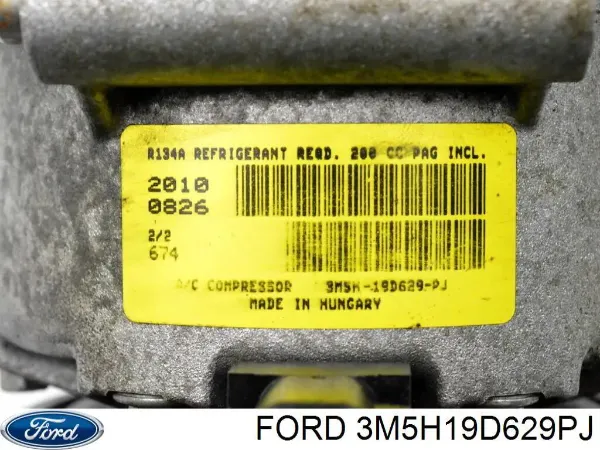 R134A REFRIGERANT REQD. 200 CC PAG INCL.
2010
0826
2/2
674
A/C COMPRESSOR 3M5H-19D629-PJ
MADE IN HUNGARY
Ford
FORD 3M5H19D629PJ